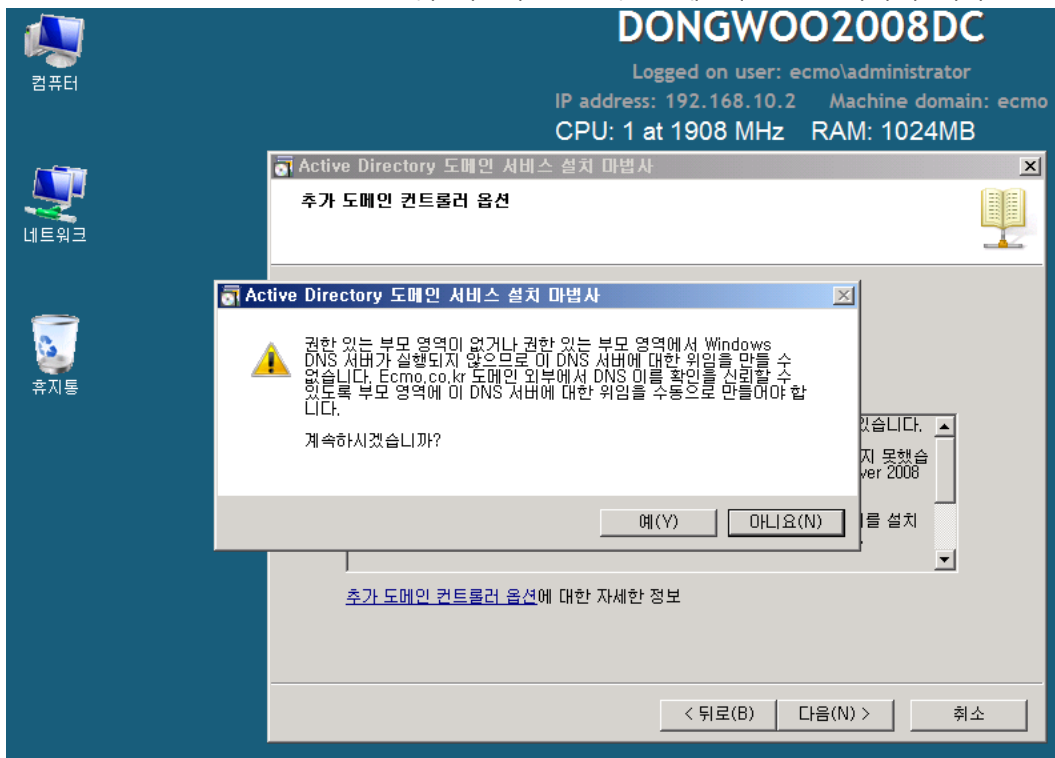 DONGWOO2008DC
Logged on user: ecmo\administrator
IP address: 192.168.10.2 Machine domain: ecmo
CPU: 1 at 1908 MHz RAM: 1024MB
컴퓨터
네트워크
휴지통
Active Directory 도메인 서비스 설치 마법사
추가 도메인 컨트롤러 옵션
Active Directory 도메인 서비스 설치 마법사
권한 있는 부모 영역이 없거나 권한 있는 부모 영역에서 Windows
DNS 서버가 실행되지 않으므로 이 DNS 서버에 대한 위임을 만들 수
없습니다. Ecmo.co.kr 도메인 외부에서 DNS 이름 확인을 신뢰할 수
있도록 부모 영역에 이 DNS 서버에 대한 위임을 수동으로 만들어야 합
니다.
계속하시겠습니까?
예(Y) 아니요(N)
있습니다.
지 못했습
ver 2008
를 설치
추가 도메인 컨트롤러 옵션에 대한 자세한 정보
< 뒤로(B) 다음(N) > 취소